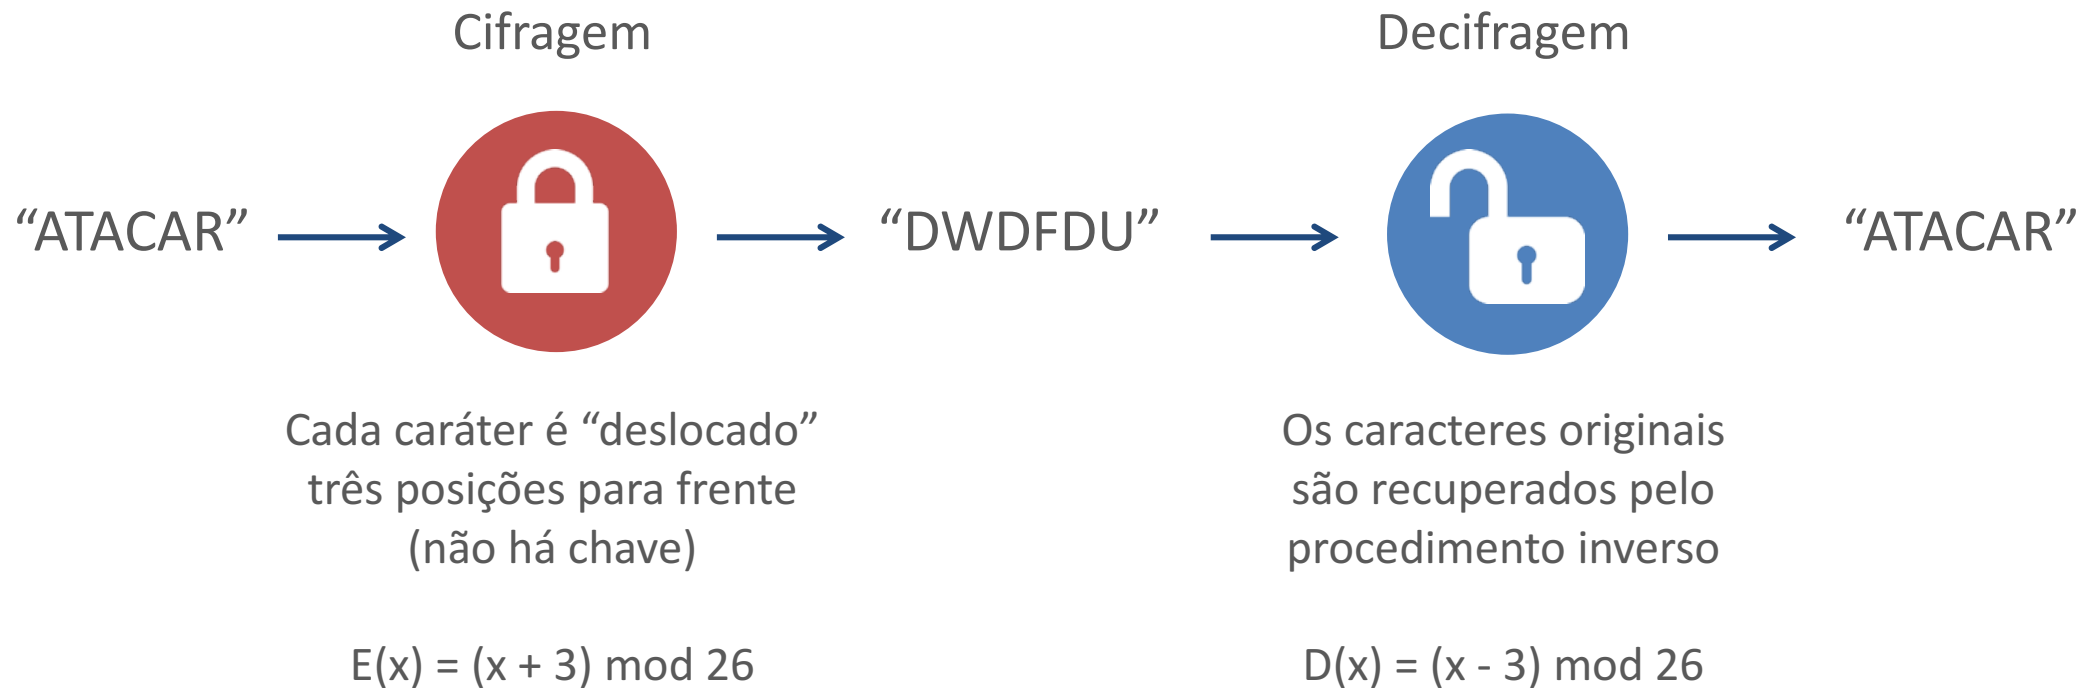 Cifragem
Decifragem
“ATACAR”
“DWDFDU”
“ATACAR”
Cada caráter é “deslocado”
três posições para frente
(não há chave)
E(x) = (x + 3) mod 26
Os caracteres originais
são recuperados pelo
procedimento inverso
D(x) = (x - 3) mod 26